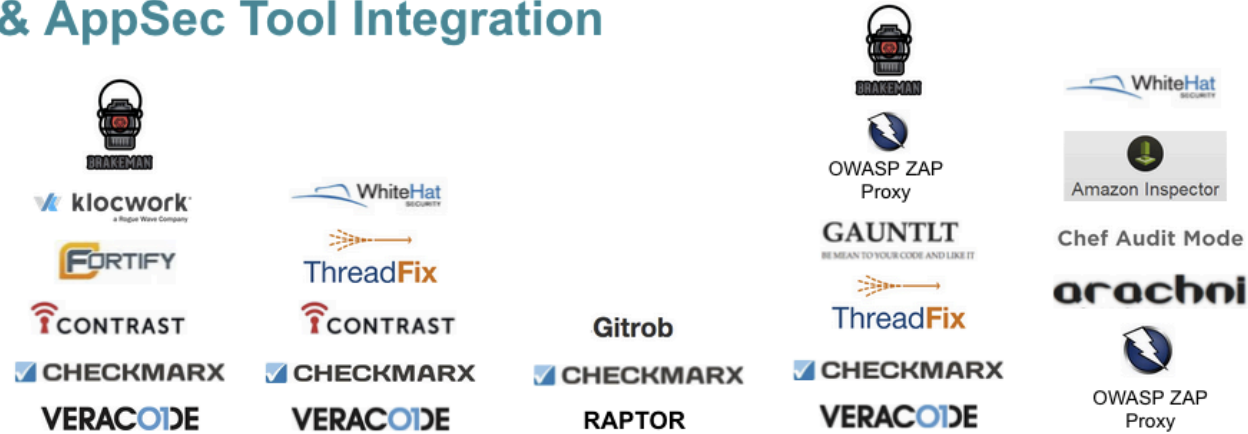 & AppSec Tool Integration
BRAKEMAN
klocwork
a Rogue Wave Company
FORTIFY
CONTRAST
CHECKMARX
VERACODE
WhiteHat
SECURITY
ThreadFix
CONTRAST
CHECKMARX
VERACODE
Gitrob
CHECKMARX
RAPTOR
BRAKEMAN
OWASP ZAP
Proxy
GAUNTLT
BE MEAN TO YOUR CODE AND LIKE IT
ThreadFix
CHECKMARX
VERACODE
WhiteHat
SECURITY
Amazon Inspector
Chef Audit Mode
arachni
OWASP ZAP
Proxy